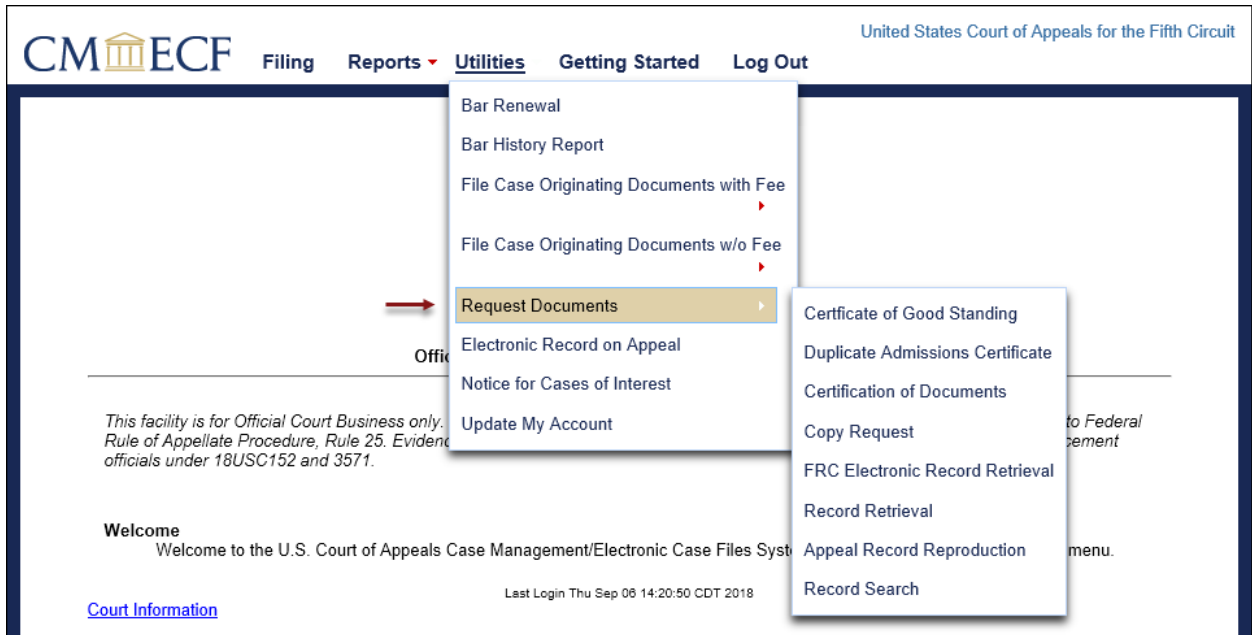 United States Court of Appeals for the Fifth Circuit
CM ECF Filing Reports Utilities Getting Started Log Out
Bar Renewal
Bar History Report
File Case Originating Documents with Fee
File Case Originating Documents w/o Fee
Request Documents
Electronic Record on Appeal
Notice for Cases of Interest
Update My Account
Certficate of Good Standing
Duplicate Admissions Certificate
Certification of Documents
Copy Request
FRC Electronic Record Retrieval
Record Retrieval
Appeal Record Reproduction
Record Search
This facility is for Official Court Business only. to Federal
Rule of Appellate Procedure, Rule 25.
officials under 18USC152 and 3571.
Welcome
Welcome to the U.S. Court of Appeals Case Management/Electronic Case Files menu.
Last Login Thu Sep 06 14:20:50 CDT 2018
Court Information